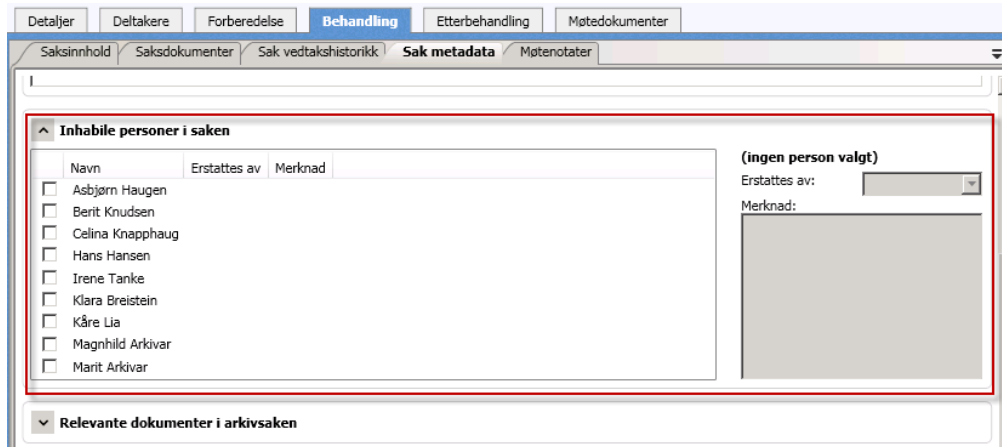 Detaljer Deltakere Forberedelse Behandling Etterbehandling Møtedokumenter
Saksinnhold Saksdokumenter Sak vedtakshistorikk Sak metadata Møtenotater
Inhabile personer i saken
Navn Erstattes av Merknad
Asbjørn Haugen
Berit Knudsen
Celina Knapphaug
Hans Hansen
Irene Tanke
Klara Breistein
Kåre Lia
Magnhild Arkivar
Marit Arkivar
(ingen person valgt)
Erstattes av:
Merknad:
Relevante dokumenter i arkivsaken